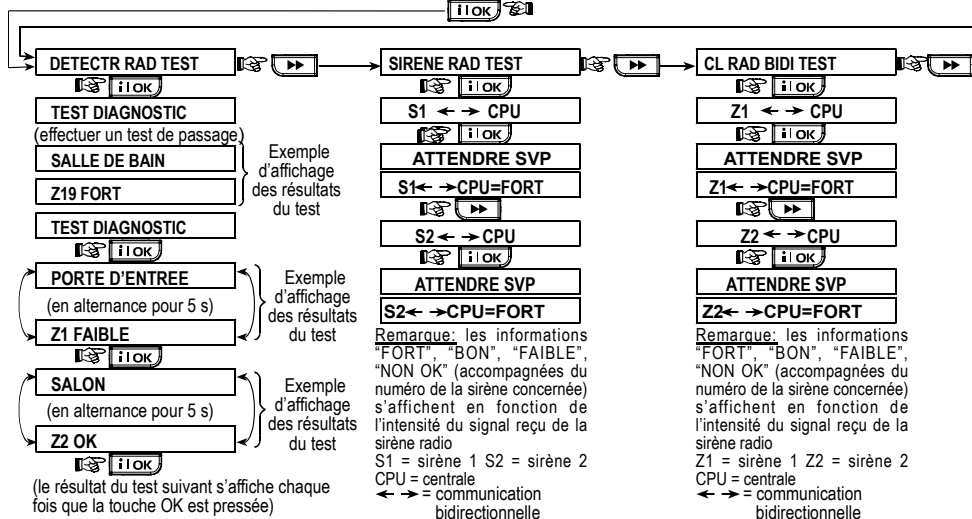 i OK
DETECTR RAD TEST
i OK
TEST DIAGNOSTIC
(effectuer un test de passage)
SALLE DE BAIN
Z19 FORT
Exemple
d'affichage
des résultats
du test
TEST DIAGNOSTIC
i OK
PORTE D'ENTREE
(en alternance pour 5 s)
Z1 FAIBLE
Exemple
d'affichage
des résultats
du test
i OK
SALON
(en alternance pour 5 s)
Z2 OK
Exemple
d'affichage
des résultats
du test
i OK
(le résultat du test suivant s'affiche chaque
fois que la touche OK est pressée)
SIRENE RAD TEST
i OK
S1 ← → CPU
i OK
ATTENDRE SVP
S1← →CPU=FORT
S2 ← → CPU
i OK
ATTENDRE SVP
S2← →CPU=FORT
Remarque: les informations
“FORT”, “BON”, “FAIBLE”,
“NON OK” (accompagnées du
numéro de la sirène concernée)
s'affichent en fonction de
l'intensité du signal reçu de la
sirène radio
S1 = sirène 1 S2 = sirène 2
CPU = centrale
← → = communication
bidirectionnelle
CL RAD BIDI TEST
i OK
Z1 ← → CPU
i OK
ATTENDRE SVP
Z1← →CPU=FORT
Z2 ← → CPU
i OK
ATTENDRE SVP
Z2← →CPU=FORT
Remarque: les informations
“FORT”, “BON”, “FAIBLE”,
“NON OK” (accompagnées du
numéro de la sirène concernée)
s'affichent en fonction de
l'intensité du signal reçu de la
sirène radio
Z1 = sirène 1 Z2 = sirène 2
CPU = centrale
← → = communication
bidirectionnelle